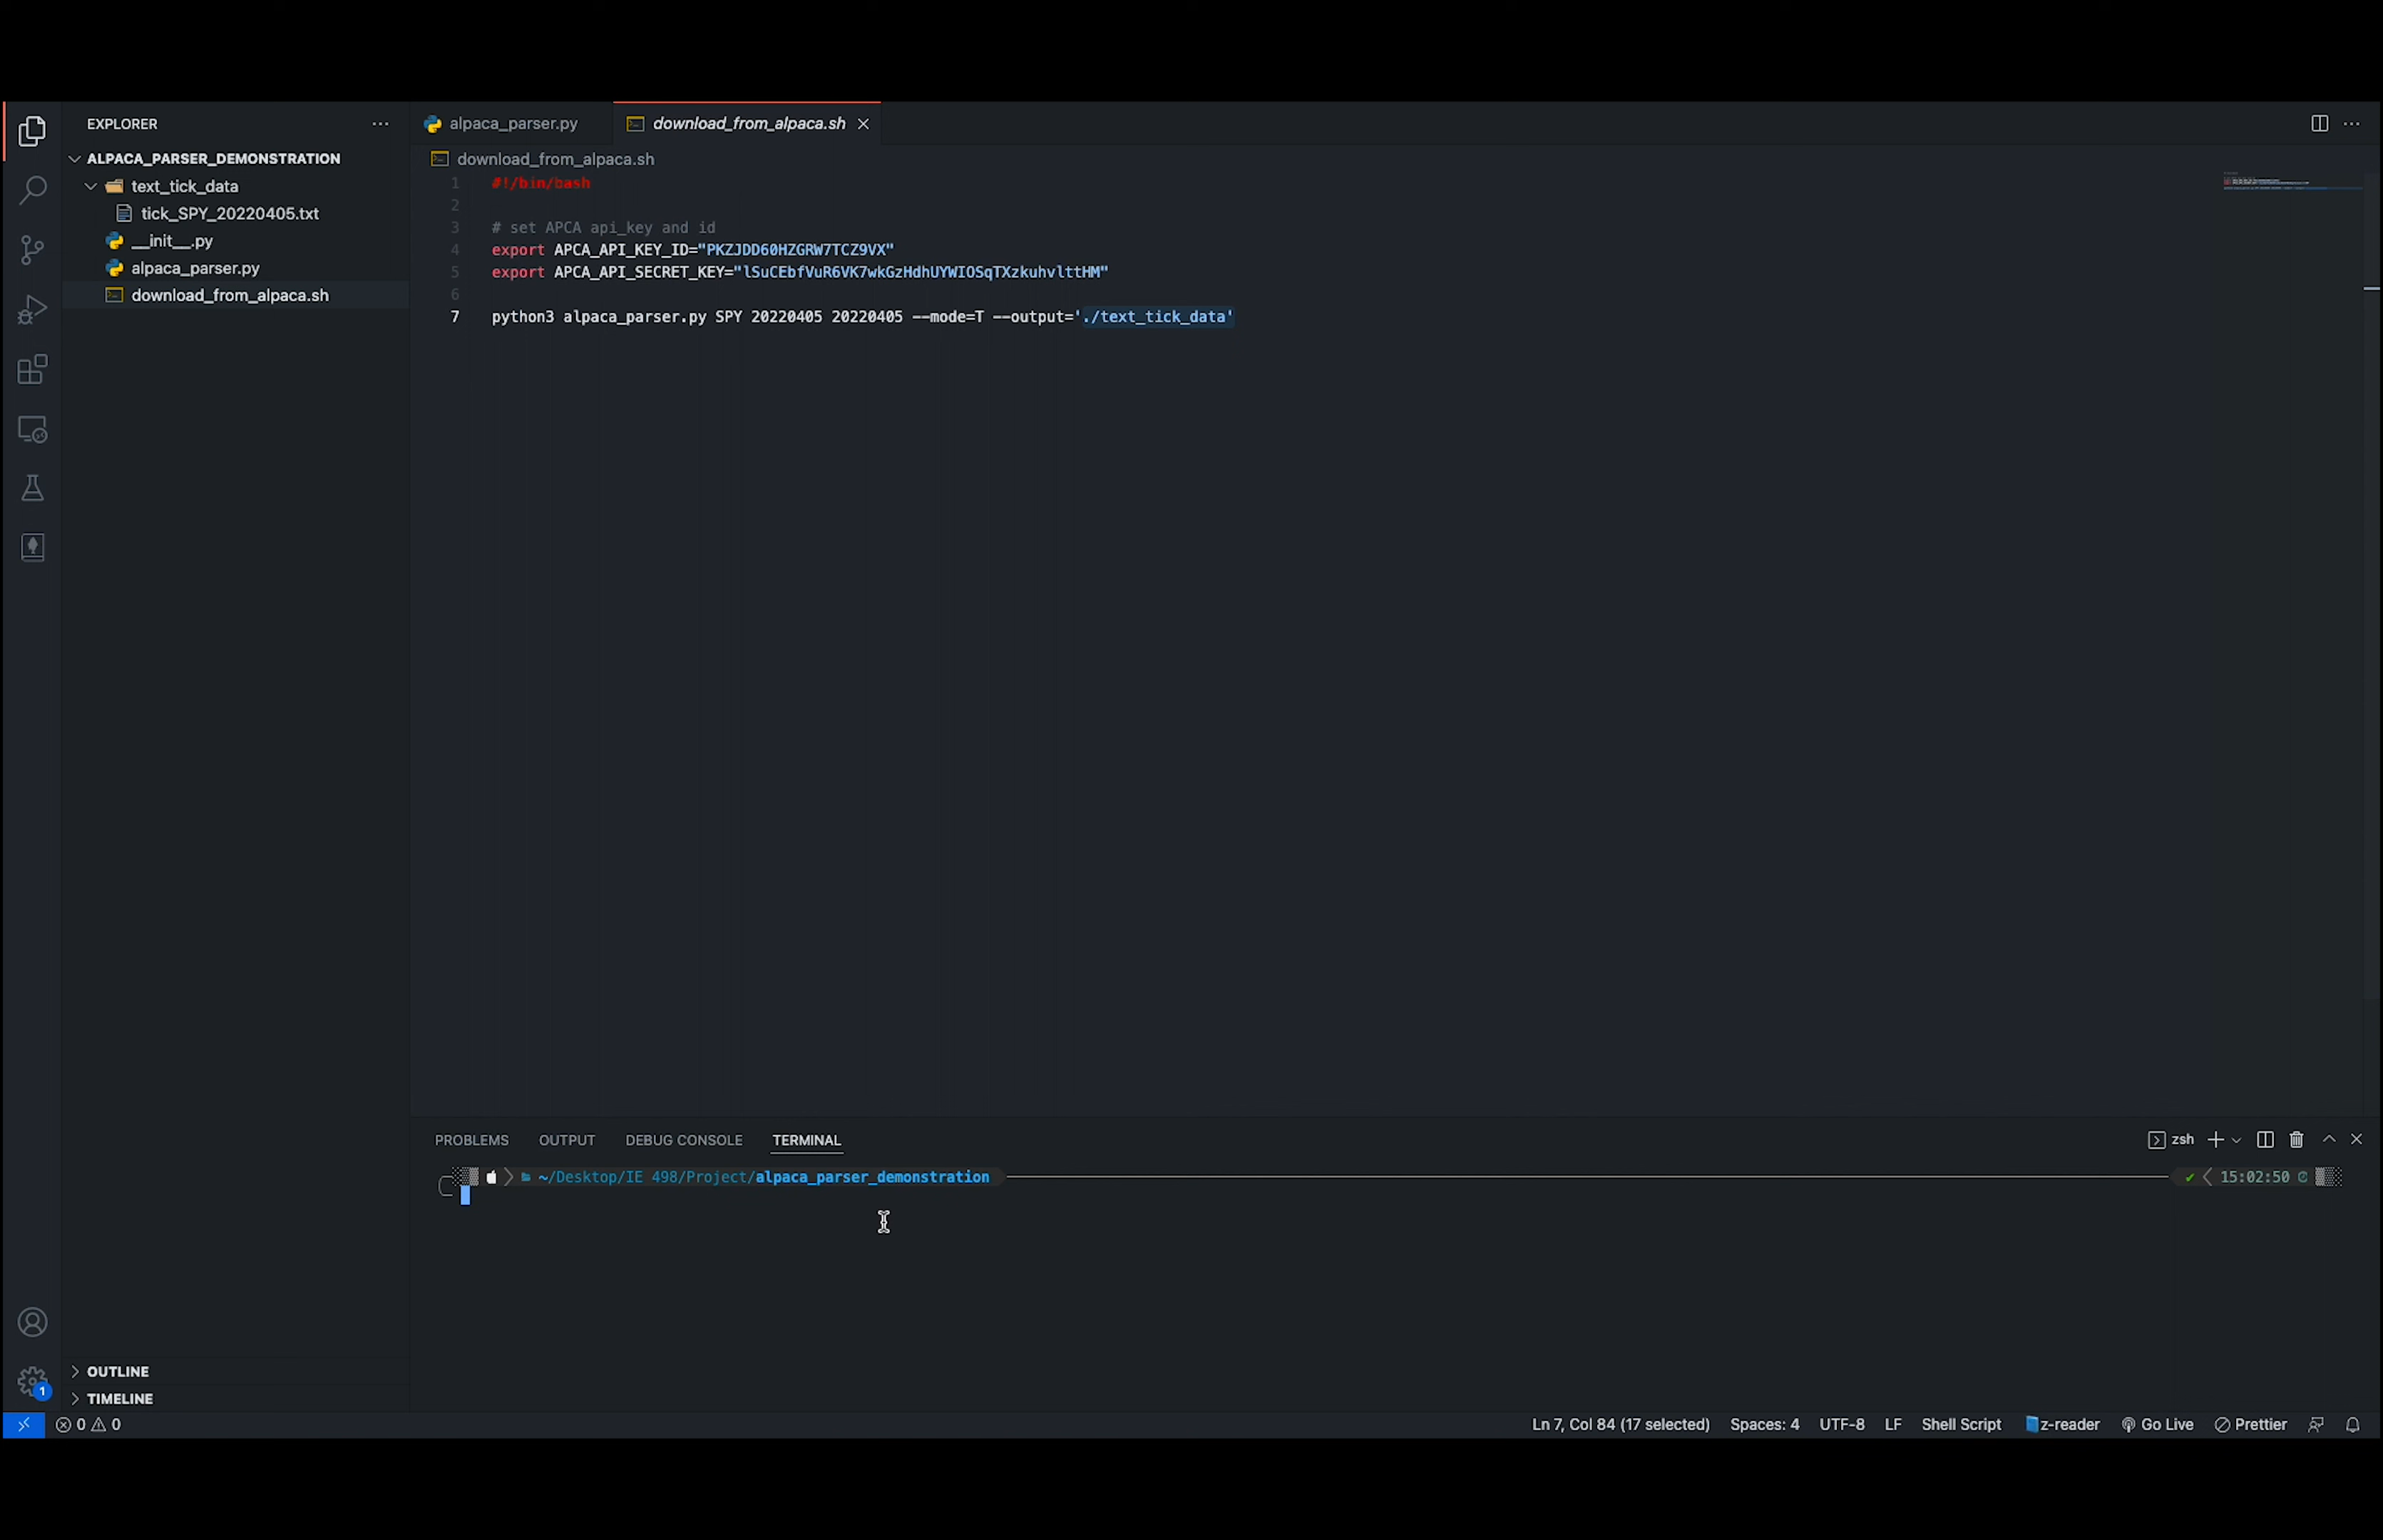 EXPLORER
ALPACA_PARSER_DEMONSTRATION
text_tick_data
tick_SPY_20220405.txt
__init__.py
alpaca_parser.py
download_from_alpaca.sh
OUTLINE
TIMELINE
alpaca_parser.py
download_from_alpaca.sh
download_from_alpaca.sh
1 #!/bin/bash
2
3 # set APCA api_key and id
4 export APCA_API_KEY_ID="PKZJDD60HZGRW7TCZ9VX"
5 export APCA_API_SECRET_KEY="lSuCEbfVuR6VK7wkGzHdhUYWIOSqTXzkuhvlttHM"
6
7 python3 alpaca_parser.py SPY 20220405 20220405 --mode=T --output='./text_tick_data'
PROBLEMS OUTPUT DEBUG CONSOLE TERMINAL zsh
~/Desktop/IE 498/Project/alpaca_parser_demonstration 15:02:50
1
0 0 Ln 7, Col 84 (17 selected) Spaces: 4 UTF-8 LF Shell Script z-reader Go Live Prettier